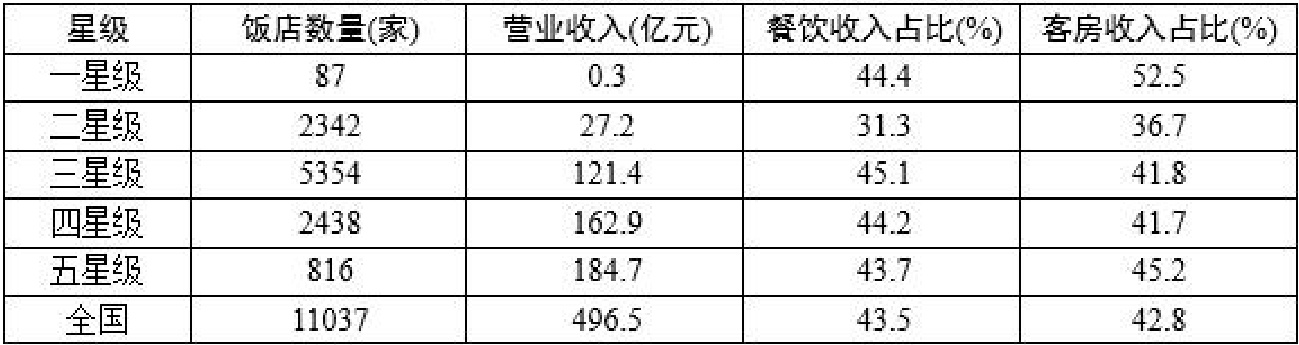 星级 饭店数量(家) 营业收入(亿元) 餐饮收入占比(%) 客房收入占比(%)
一星级 87 0.3 44.4 52.5
二星级 2342 27.2 31.3 36.7
三星级 5354 121.4 45.1 41.8
四星级 2438 162.9 44.2 41.7
五星级 816 184.7 43.7 45.2
全国 11037 496.5 43.5 42.8